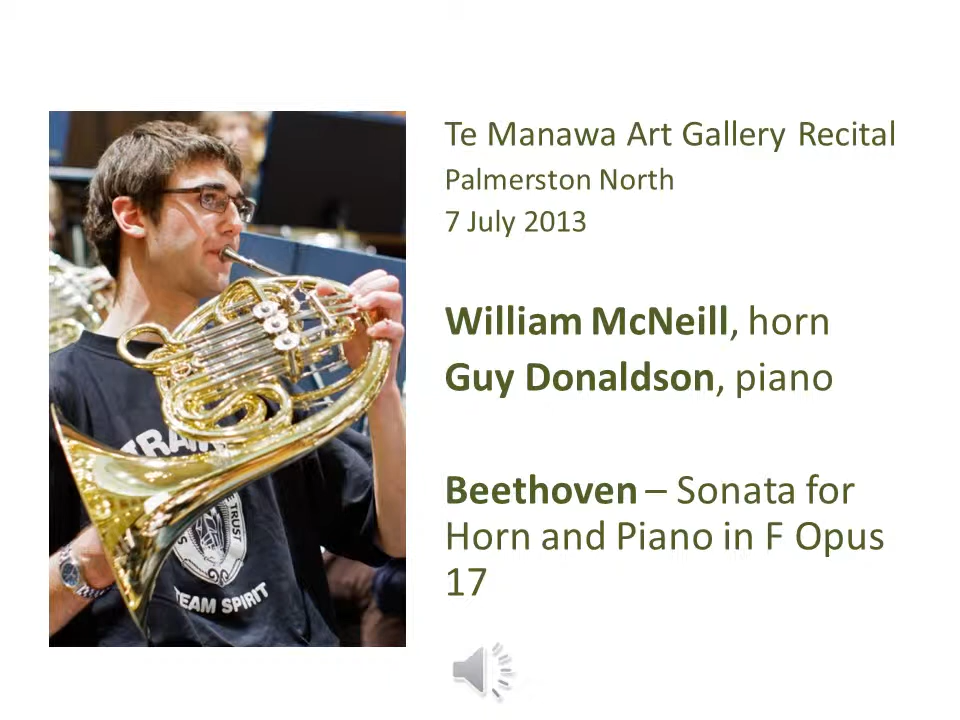 Te Manawa Art Gallery Recital
Palmerston North
7 July 2013
William McNeill, horn
Guy Donaldson, piano
Beethoven – Sonata for
Horn and Piano in F Opus
17
TRUST
TEAM SPIRIT